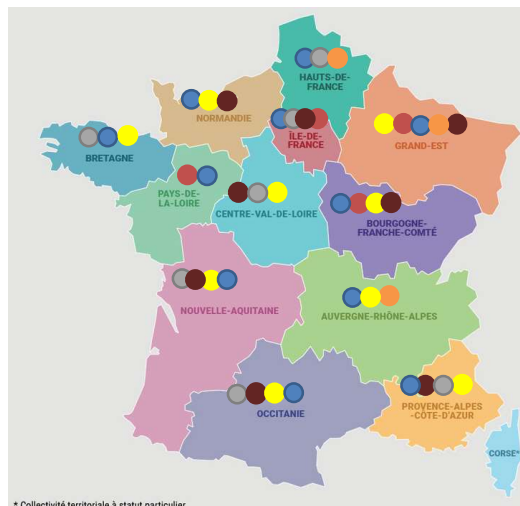 HAUTS-DE-
FRANCE
NORMANDIE
ÎLE-DE-
FRANCE
GRAND-EST
BRETAGNE
PAYS-DE-
LA-LOIRE
CENTRE-VAL-DE-LOIRE
BOURGOGNE-
FRANCHE-COMTÉ
NOUVELLE-AQUITAINE
AUVERGNE-RHÔNE-ALPES
OCCITANIE
PROVENCE-ALPES
-CÔTE-D'AZUR
CORSE*
* Collectivité territoriale à statut particulier